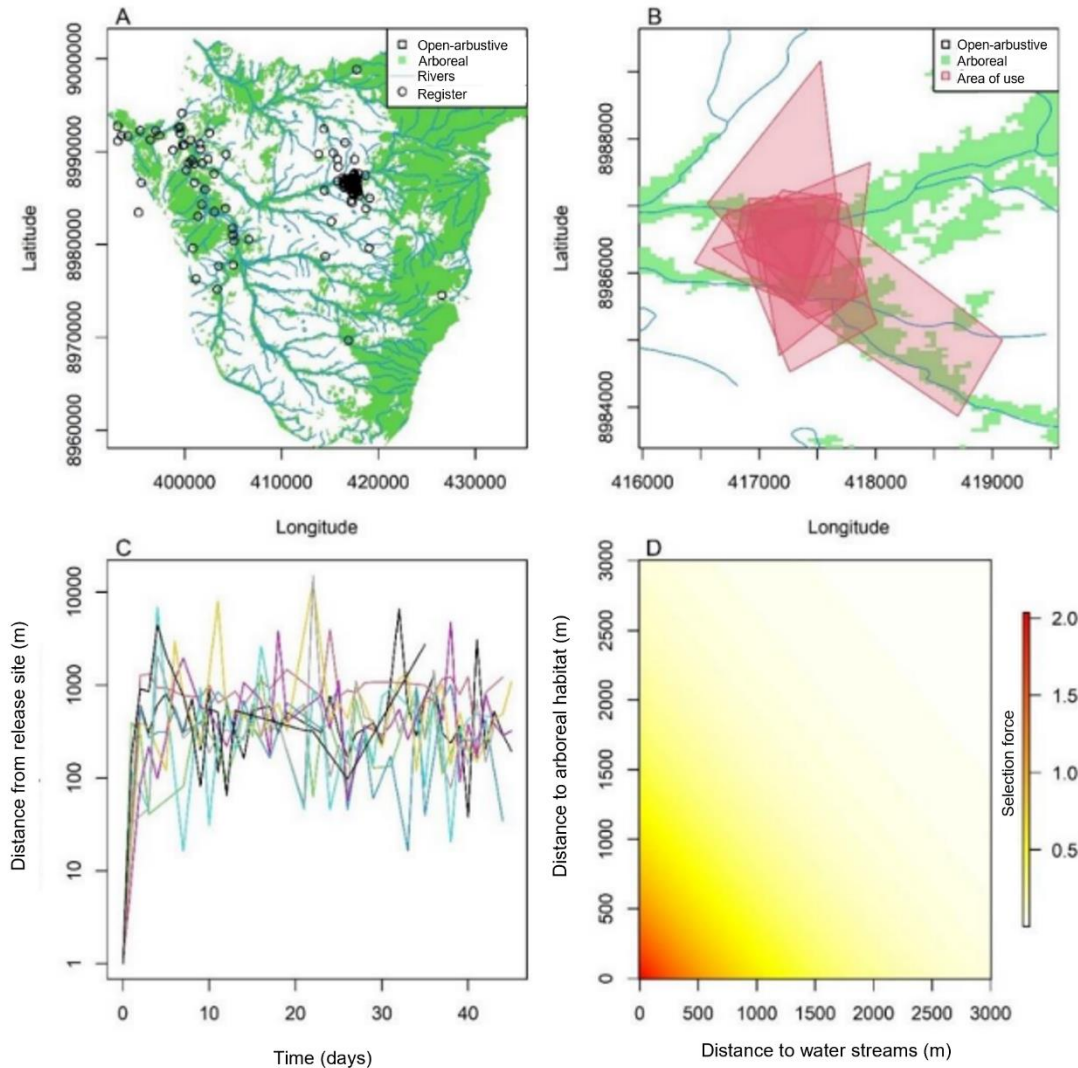 A
Open-arbustive
Arboreal
Rivers
Register
Latitude
9000000
8990000
8980000
8970000
8960000
400000 410000 420000 430000
Longitude
B
Open-arbustive
Arboreal
Area of use
Latitude
8988000
8986000
8984000
416000 417000 418000 419000
Longitude
C
Distance from release site (m)
10000
1000
100
10
1
0 10 20 30 40
Time (days)
D
Distance to arboreal habitat (m)
3000
2500
2000
1500
1000
500
0
0 500 1000 1500 2000 2500 3000
Distance to water streams (m)
Selection force
2.0
1.5
1.0
0.5